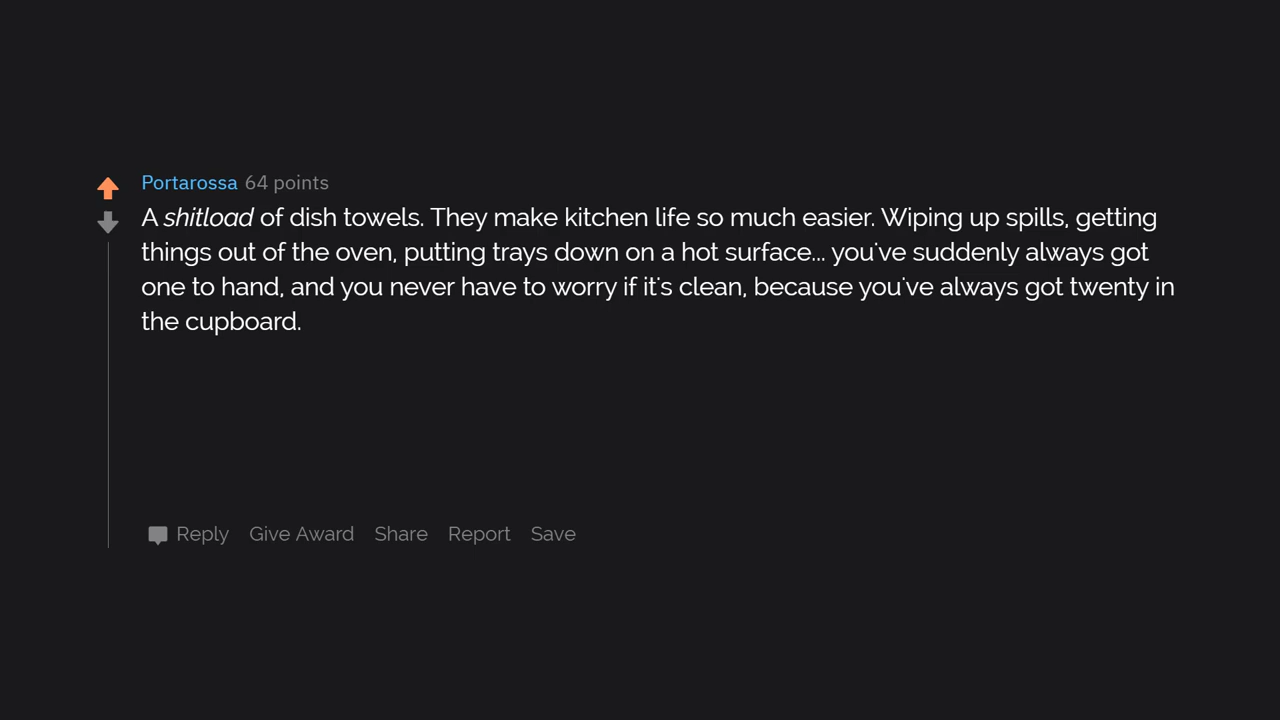 Portarossa 64 points
A shitload of dish towels. They make kitchen life so much easier. Wiping up spills, getting
things out of the oven, putting trays down on a hot surface... you've suddenly always got
one to hand, and you never have to worry if it's clean, because you've always got twenty in
the cupboard.
Reply Give Award Share Report Save